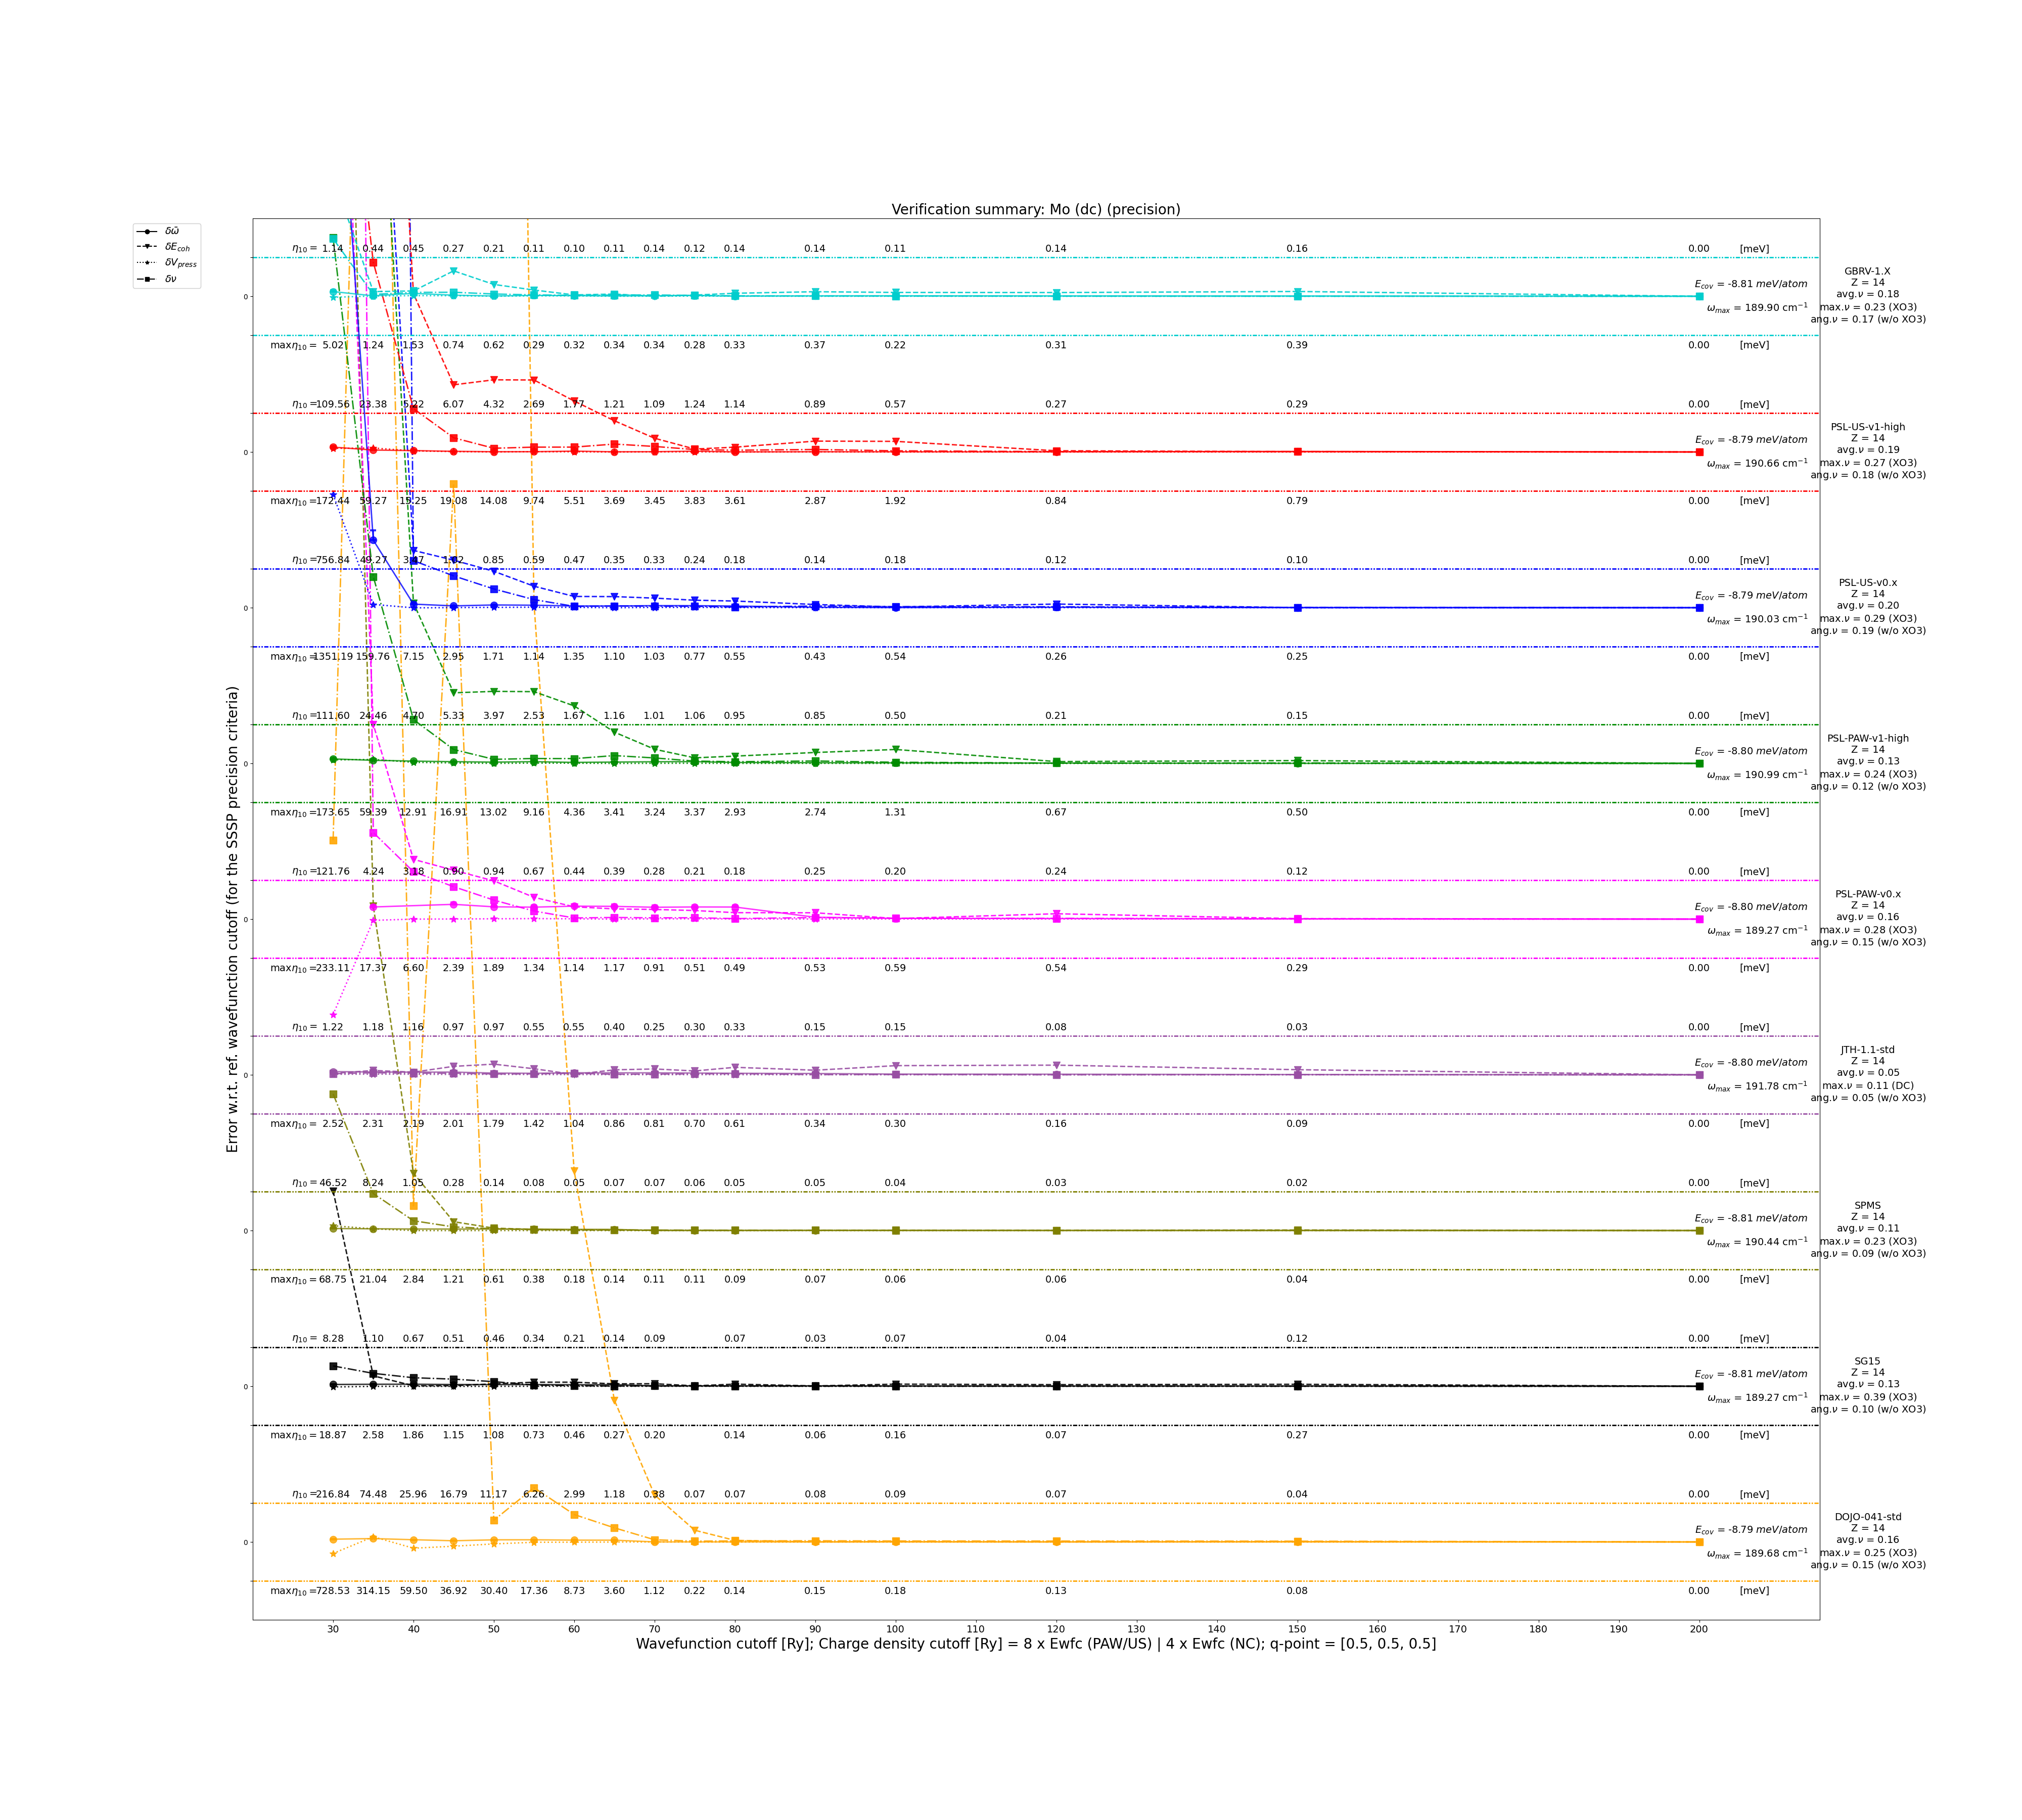 Verification summary: Mo (dc) (precision)
δω̄
δE_coh
δV_press
δν
Error w.r.t. ref. wavefunction cutoff (for the SSSP precision criteria)
η₁₀ = 1.14 0.44 0.45 0.27 0.21 0.11 0.10 0.11 0.14 0.12 0.14 0.14 0.11 0.14 0.16 0.00 [meV]
0
E_cov = -8.81 meV/atom
ω_max = 189.90 cm⁻¹
GBRV-1.X
Z = 14
avg.ν = 0.18
max.ν = 0.23 (XO3)
ang.ν = 0.17 (w/o XO3)
maxη₁₀ = 5.02 1.24 1.53 0.74 0.62 0.29 0.32 0.34 0.34 0.28 0.33 0.37 0.22 0.31 0.39 0.00 [meV]
η₁₀ = 109.56 23.38 5.22 6.07 4.32 2.69 1.77 1.21 1.09 1.24 1.14 0.89 0.57 0.27 0.29 0.00 [meV]
0
E_cov = -8.79 meV/atom
ω_max = 190.66 cm⁻¹
PSL-US-v1-high
Z = 14
avg.ν = 0.19
max.ν = 0.27 (XO3)
ang.ν = 0.18 (w/o XO3)
maxη₁₀ = 172.44 59.27 15.25 19.08 14.08 9.74 5.51 3.69 3.45 3.83 3.61 2.87 1.92 0.84 0.79 0.00 [meV]
η₁₀ = 756.84 49.27 0.85 0.59 0.47 0.35 0.33 0.24 0.18 0.14 0.18 0.12 0.10 0.00 [meV]
0
E_cov = -8.79 meV/atom
ω_max = 190.03 cm⁻¹
PSL-US-v0.x
Z = 14
avg.ν = 0.20
max.ν = 0.29 (XO3)
ang.ν = 0.19 (w/o XO3)
maxη₁₀ = 1351.19 159.76 7.15 2.95 1.71 1.14 1.35 1.10 1.03 0.77 0.55 0.43 0.54 0.26 0.25 0.00 [meV]
η₁₀ = 111.60 24.46 4.70 5.33 3.97 2.53 1.67 1.16 1.01 1.06 0.95 0.85 0.50 0.21 0.15 0.00 [meV]
0
E_cov = -8.80 meV/atom
ω_max = 190.99 cm⁻¹
PSL-PAW-v1-high
Z = 14
avg.ν = 0.13
max.ν = 0.24 (XO3)
ang.ν = 0.12 (w/o XO3)
maxη₁₀ = 173.65 59.39 12.91 16.91 13.02 9.16 4.36 3.41 3.24 3.37 2.93 2.74 1.31 0.67 0.50 0.00 [meV]
η₁₀ = 121.76 4.24 3.18 0.90 0.94 0.67 0.44 0.39 0.28 0.21 0.18 0.25 0.20 0.24 0.12 0.00 [meV]
0
E_cov = -8.80 meV/atom
ω_max = 189.27 cm⁻¹
PSL-PAW-v0.x
Z = 14
avg.ν = 0.16
max.ν = 0.28 (XO3)
ang.ν = 0.15 (w/o XO3)
maxη₁₀ = 233.11 17.37 6.60 2.39 1.89 1.34 1.14 1.17 0.91 0.51 0.49 0.53 0.59 0.54 0.29 0.00 [meV]
η₁₀ = 1.22 1.18 1.16 0.97 0.97 0.55 0.55 0.40 0.25 0.30 0.33 0.15 0.15 0.08 0.03 0.00 [meV]
0
E_cov = -8.80 meV/atom
ω_max = 191.78 cm⁻¹
JTH-1.1-std
Z = 14
avg.ν = 0.05
max.ν = 0.11 (DC)
ang.ν = 0.05 (w/o XO3)
maxη₁₀ = 2.52 2.31 2.19 2.01 1.79 1.42 1.04 0.86 0.81 0.70 0.61 0.34 0.30 0.16 0.09 0.00 [meV]
η₁₀ = 46.52 8.24 1.05 0.28 0.14 0.08 0.05 0.07 0.07 0.06 0.05 0.05 0.04 0.03 0.02 0.00 [meV]
0
E_cov = -8.81 meV/atom
ω_max = 190.44 cm⁻¹
SPMS
Z = 14
avg.ν = 0.11
max.ν = 0.23 (XO3)
ang.ν = 0.09 (w/o XO3)
maxη₁₀ = 68.75 21.04 2.84 1.21 0.61 0.38 0.18 0.14 0.11 0.11 0.09 0.07 0.06 0.06 0.04 0.00 [meV]
η₁₀ = 8.28 1.10 0.67 0.51 0.46 0.34 0.21 0.14 0.09 0.07 0.03 0.07 0.04 0.12 0.00 [meV]
0
E_cov = -8.81 meV/atom
ω_max = 189.27 cm⁻¹
SG15
Z = 14
avg.ν = 0.13
max.ν = 0.39 (XO3)
ang.ν = 0.10 (w/o XO3)
maxη₁₀ = 18.87 2.58 1.86 1.15 1.08 0.73 0.46 0.27 0.20 0.14 0.06 0.16 0.07 0.27 0.00 [meV]
η₁₀ = 216.84 74.48 25.96 16.79 11.17 6.26 2.99 1.18 0.38 0.07 0.07 0.08 0.09 0.07 0.04 0.00 [meV]
0
E_cov = -8.79 meV/atom
ω_max = 189.68 cm⁻¹
DOJO-041-std
Z = 14
avg.ν = 0.16
max.ν = 0.25 (XO3)
ang.ν = 0.15 (w/o XO3)
maxη₁₀ = 728.53 314.15 59.50 36.92 30.40 17.36 8.73 3.60 1.12 0.22 0.14 0.15 0.18 0.13 0.08 0.00 [meV]
30 40 50 60 70 80 90 100 110 120 130 140 150 160 170 180 190 200
Wavefunction cutoff [Ry]; Charge density cutoff [Ry] = 8 x Ewfc (PAW/US) | 4 x Ewfc (NC); q-point = [0.5, 0.5, 0.5]